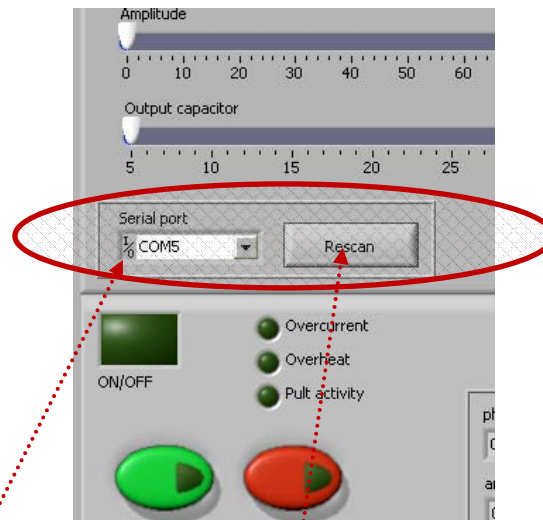 Amplitude
0 10 20 30 40 50 60
Output capacitor
5 10 15 20 25
Serial port
I/O COM5 Rescan
Overcurrent
Overheat
ON/OFF
Pult activity